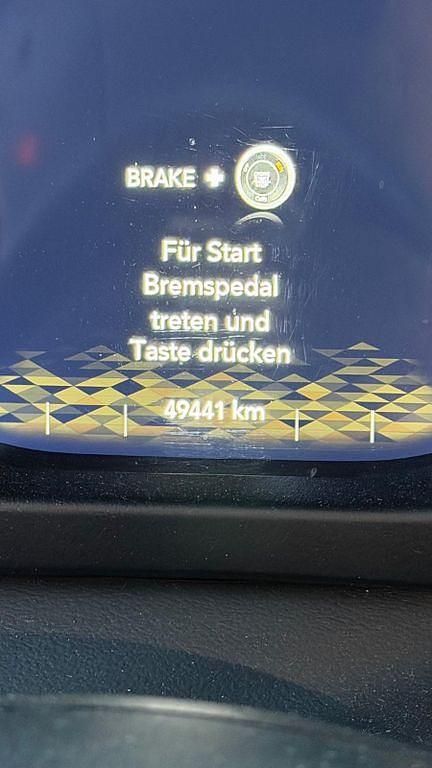 BRAKE +
Für Start
Bremspedal
treten und
Taste drücken
49441 km